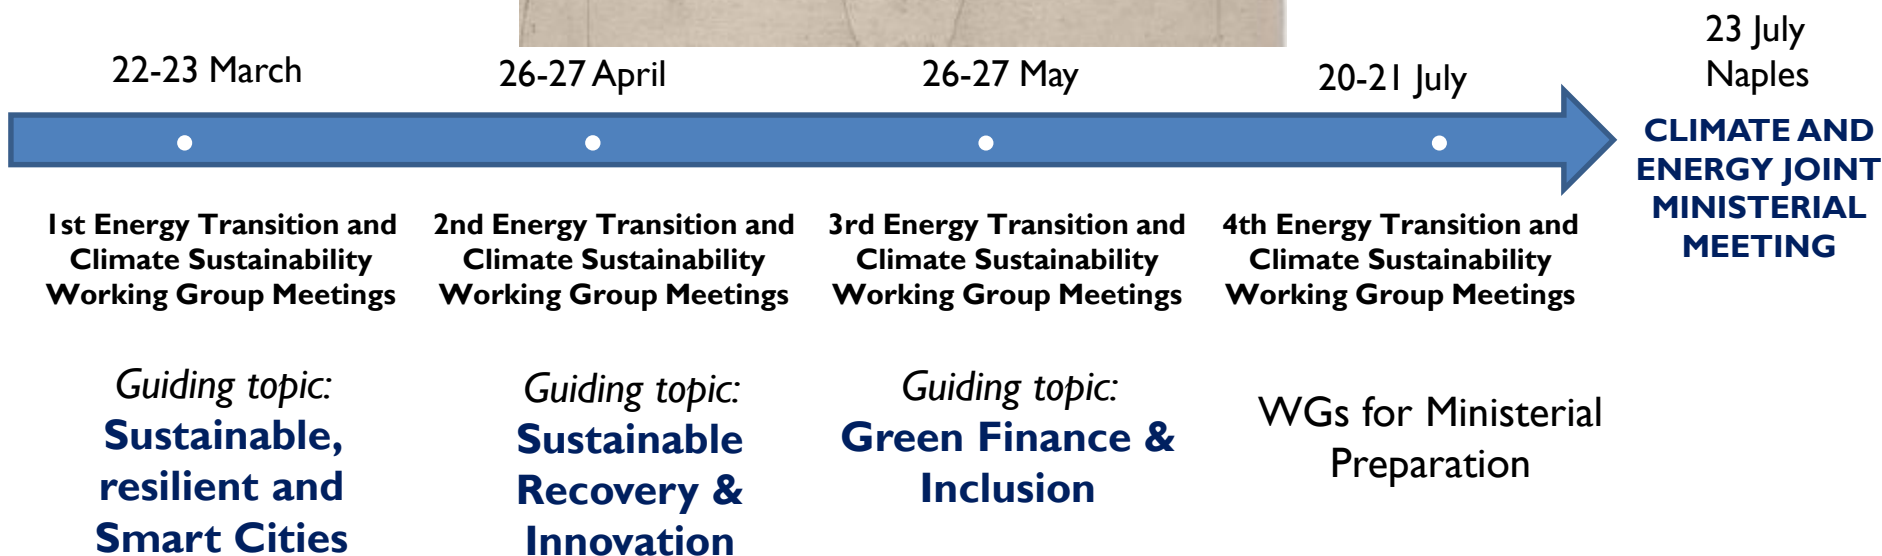 22-23 March
26-27 April
26-27 May
20-21 July
23 July
Naples
CLIMATE AND
ENERGY JOINT
MINISTERIAL
MEETING
1st Energy Transition and
Climate Sustainability
Working Group Meetings
2nd Energy Transition and
Climate Sustainability
Working Group Meetings
3rd Energy Transition and
Climate Sustainability
Working Group Meetings
4th Energy Transition and
Climate Sustainability
Working Group Meetings
Guiding topic:
Sustainable,
resilient and
Smart Cities
Guiding topic:
Sustainable
Recovery &
Innovation
Guiding topic:
Green Finance &
Inclusion
WGs for Ministerial
Preparation